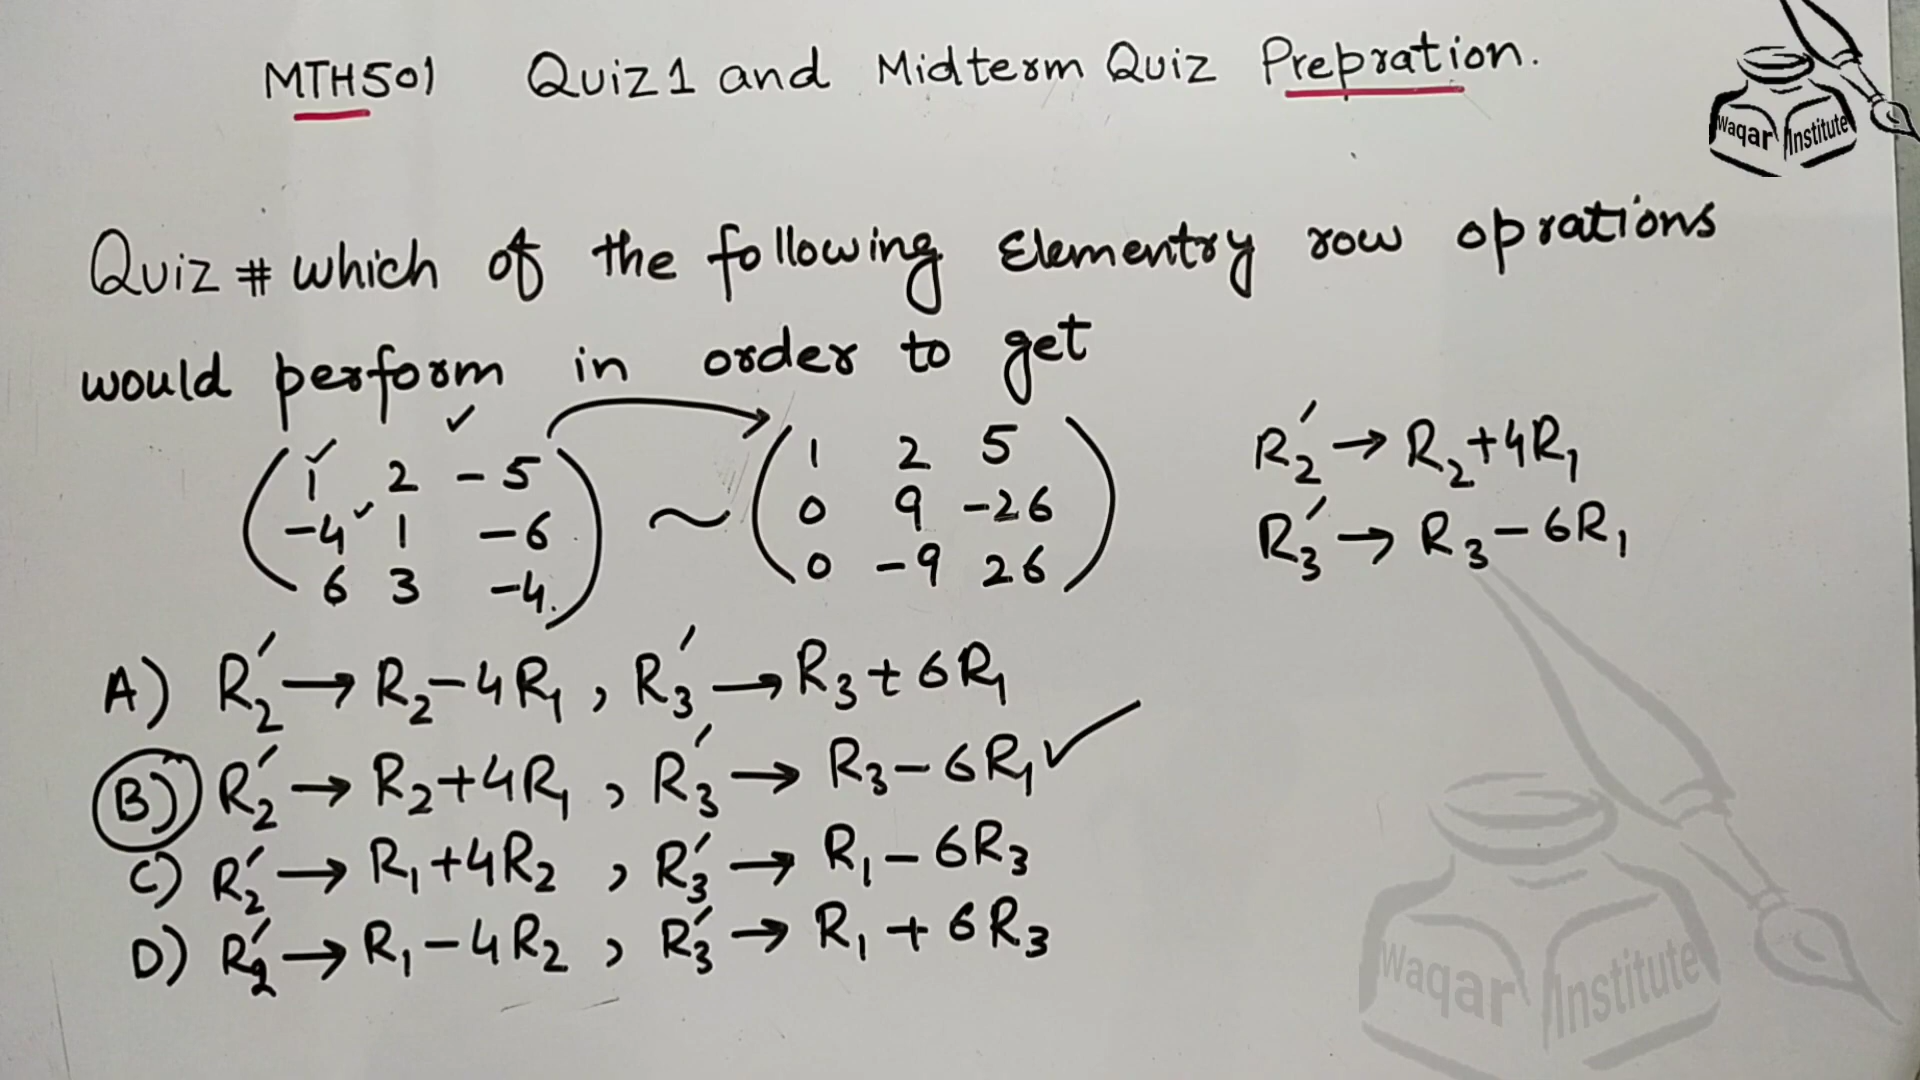 MTH501 Quiz1 and Midterm Quiz Prepration.
Waqar Institute
Quiz # which of the following Elementry row oprations
would perform in order to get
1 2 -5 ~ 1 2 5
-4 1 -6 0 9 -26
6 3 -4 0 -9 26
R₂′ → R₂+4R₁
R₃′ → R₃-6R₁
A) R₂′ → R₂-4R₁, R₃′ → R₃+6R₁
B) R₂′ → R₂+4R₁, R₃′ → R₃-6R₁ ✓
C) R₂′ → R₁+4R₂, R₃′ → R₁-6R₃
D) R₂′ → R₁-4R₂, R₃′ → R₁+6R₃
Waqar Institute